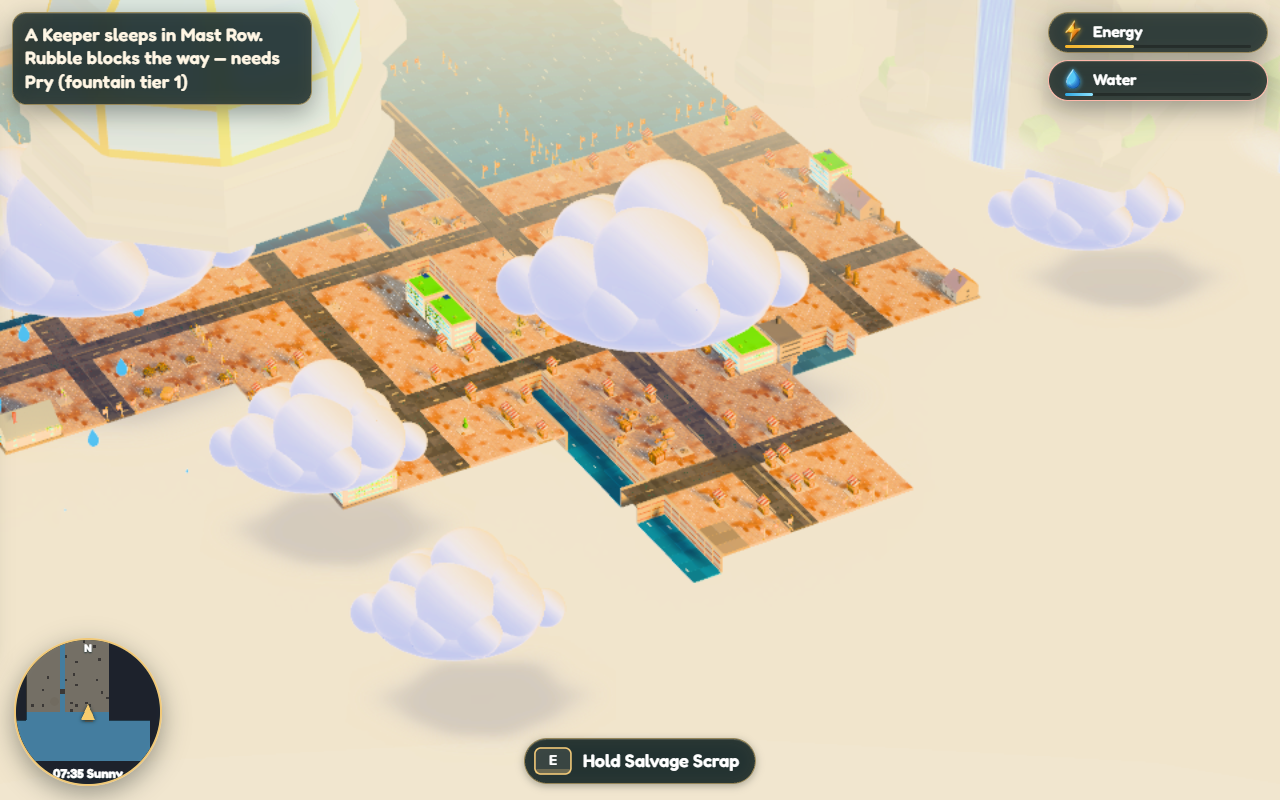 A Keeper sleeps in Mast Row.
Rubble blocks the way — needs
Pry (fountain tier 1)
Energy
Water
N
07:35 Sunny
E Hold Salvage Scrap